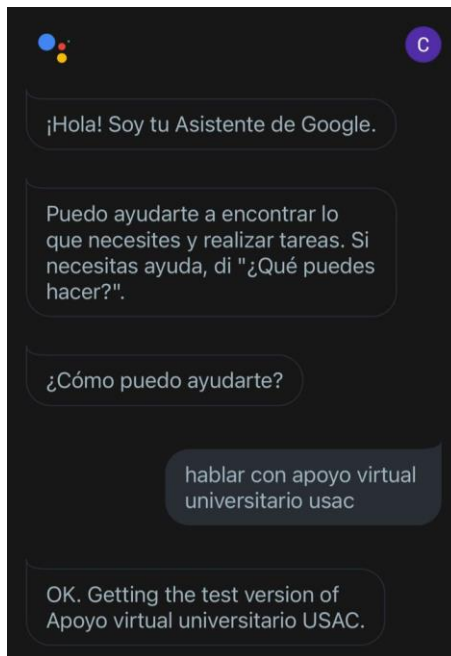 C
¡Hola! Soy tu Asistente de Google.
Puedo ayudarte a encontrar lo
que necesites y realizar tareas. Si
necesitas ayuda, di "¿Qué puedes
hacer?".
¿Cómo puedo ayudarte?
hablar con apoyo virtual
universitario usac
OK. Getting the test version of
Apoyo virtual universitario USAC.